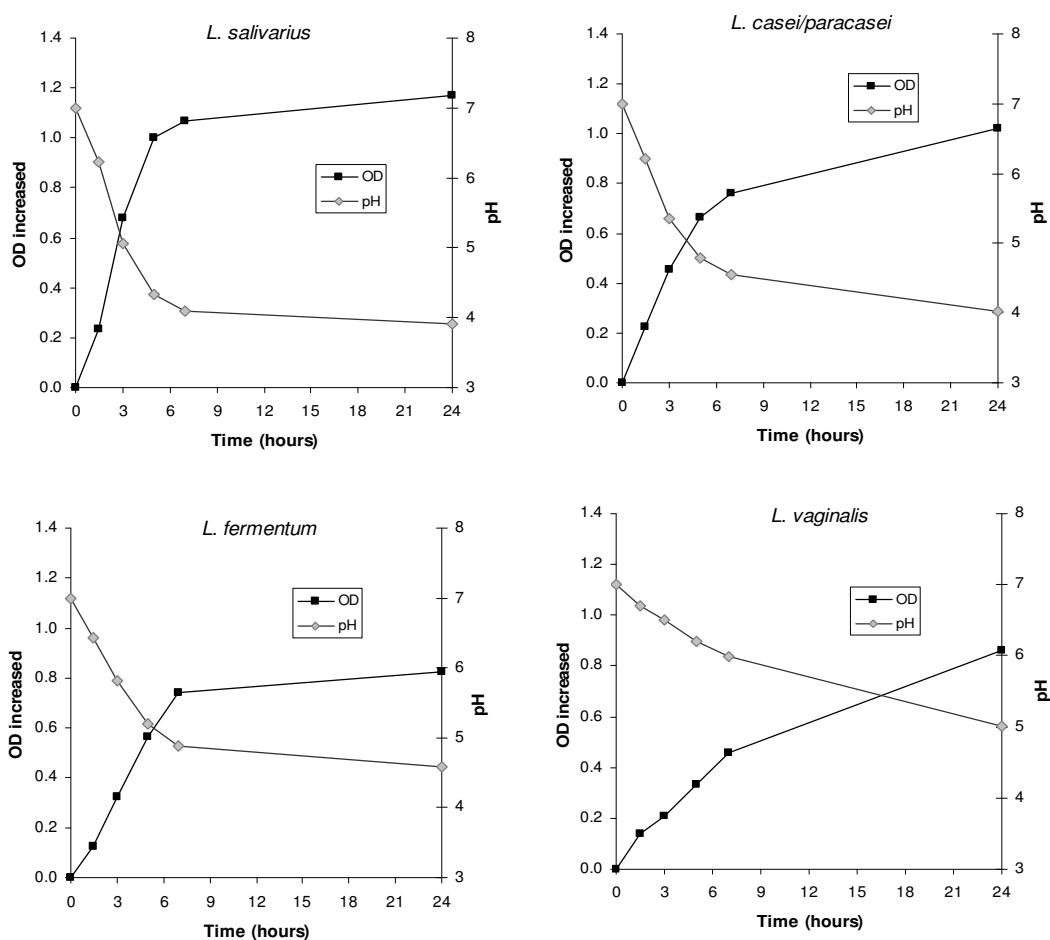 L. salivarius
1.4
1.2
1.0
0.8
0.6
0.4
0.2
0.0
OD increased
8
7
6
5
4
3
pH
OD
pH
0 3 6 9 12 15 18 21 24
Time (hours)
L. casei/paracasei
1.4
1.2
1.0
0.8
0.6
0.4
0.2
0.0
OD increased
8
7
6
5
4
3
pH
OD
pH
0 3 6 9 12 15 18 21 24
Time (hours)
L. fermentum
1.4
1.2
1.0
0.8
0.6
0.4
0.2
0.0
OD increased
8
7
6
5
4
3
pH
OD
pH
0 3 6 9 12 15 18 21 24
Time (hours)
L. vaginalis
1.4
1.2
1.0
0.8
0.6
0.4
0.2
0.0
OD increased
8
7
6
5
4
3
pH
OD
pH
0 3 6 9 12 15 18 21 24
Time (hours)